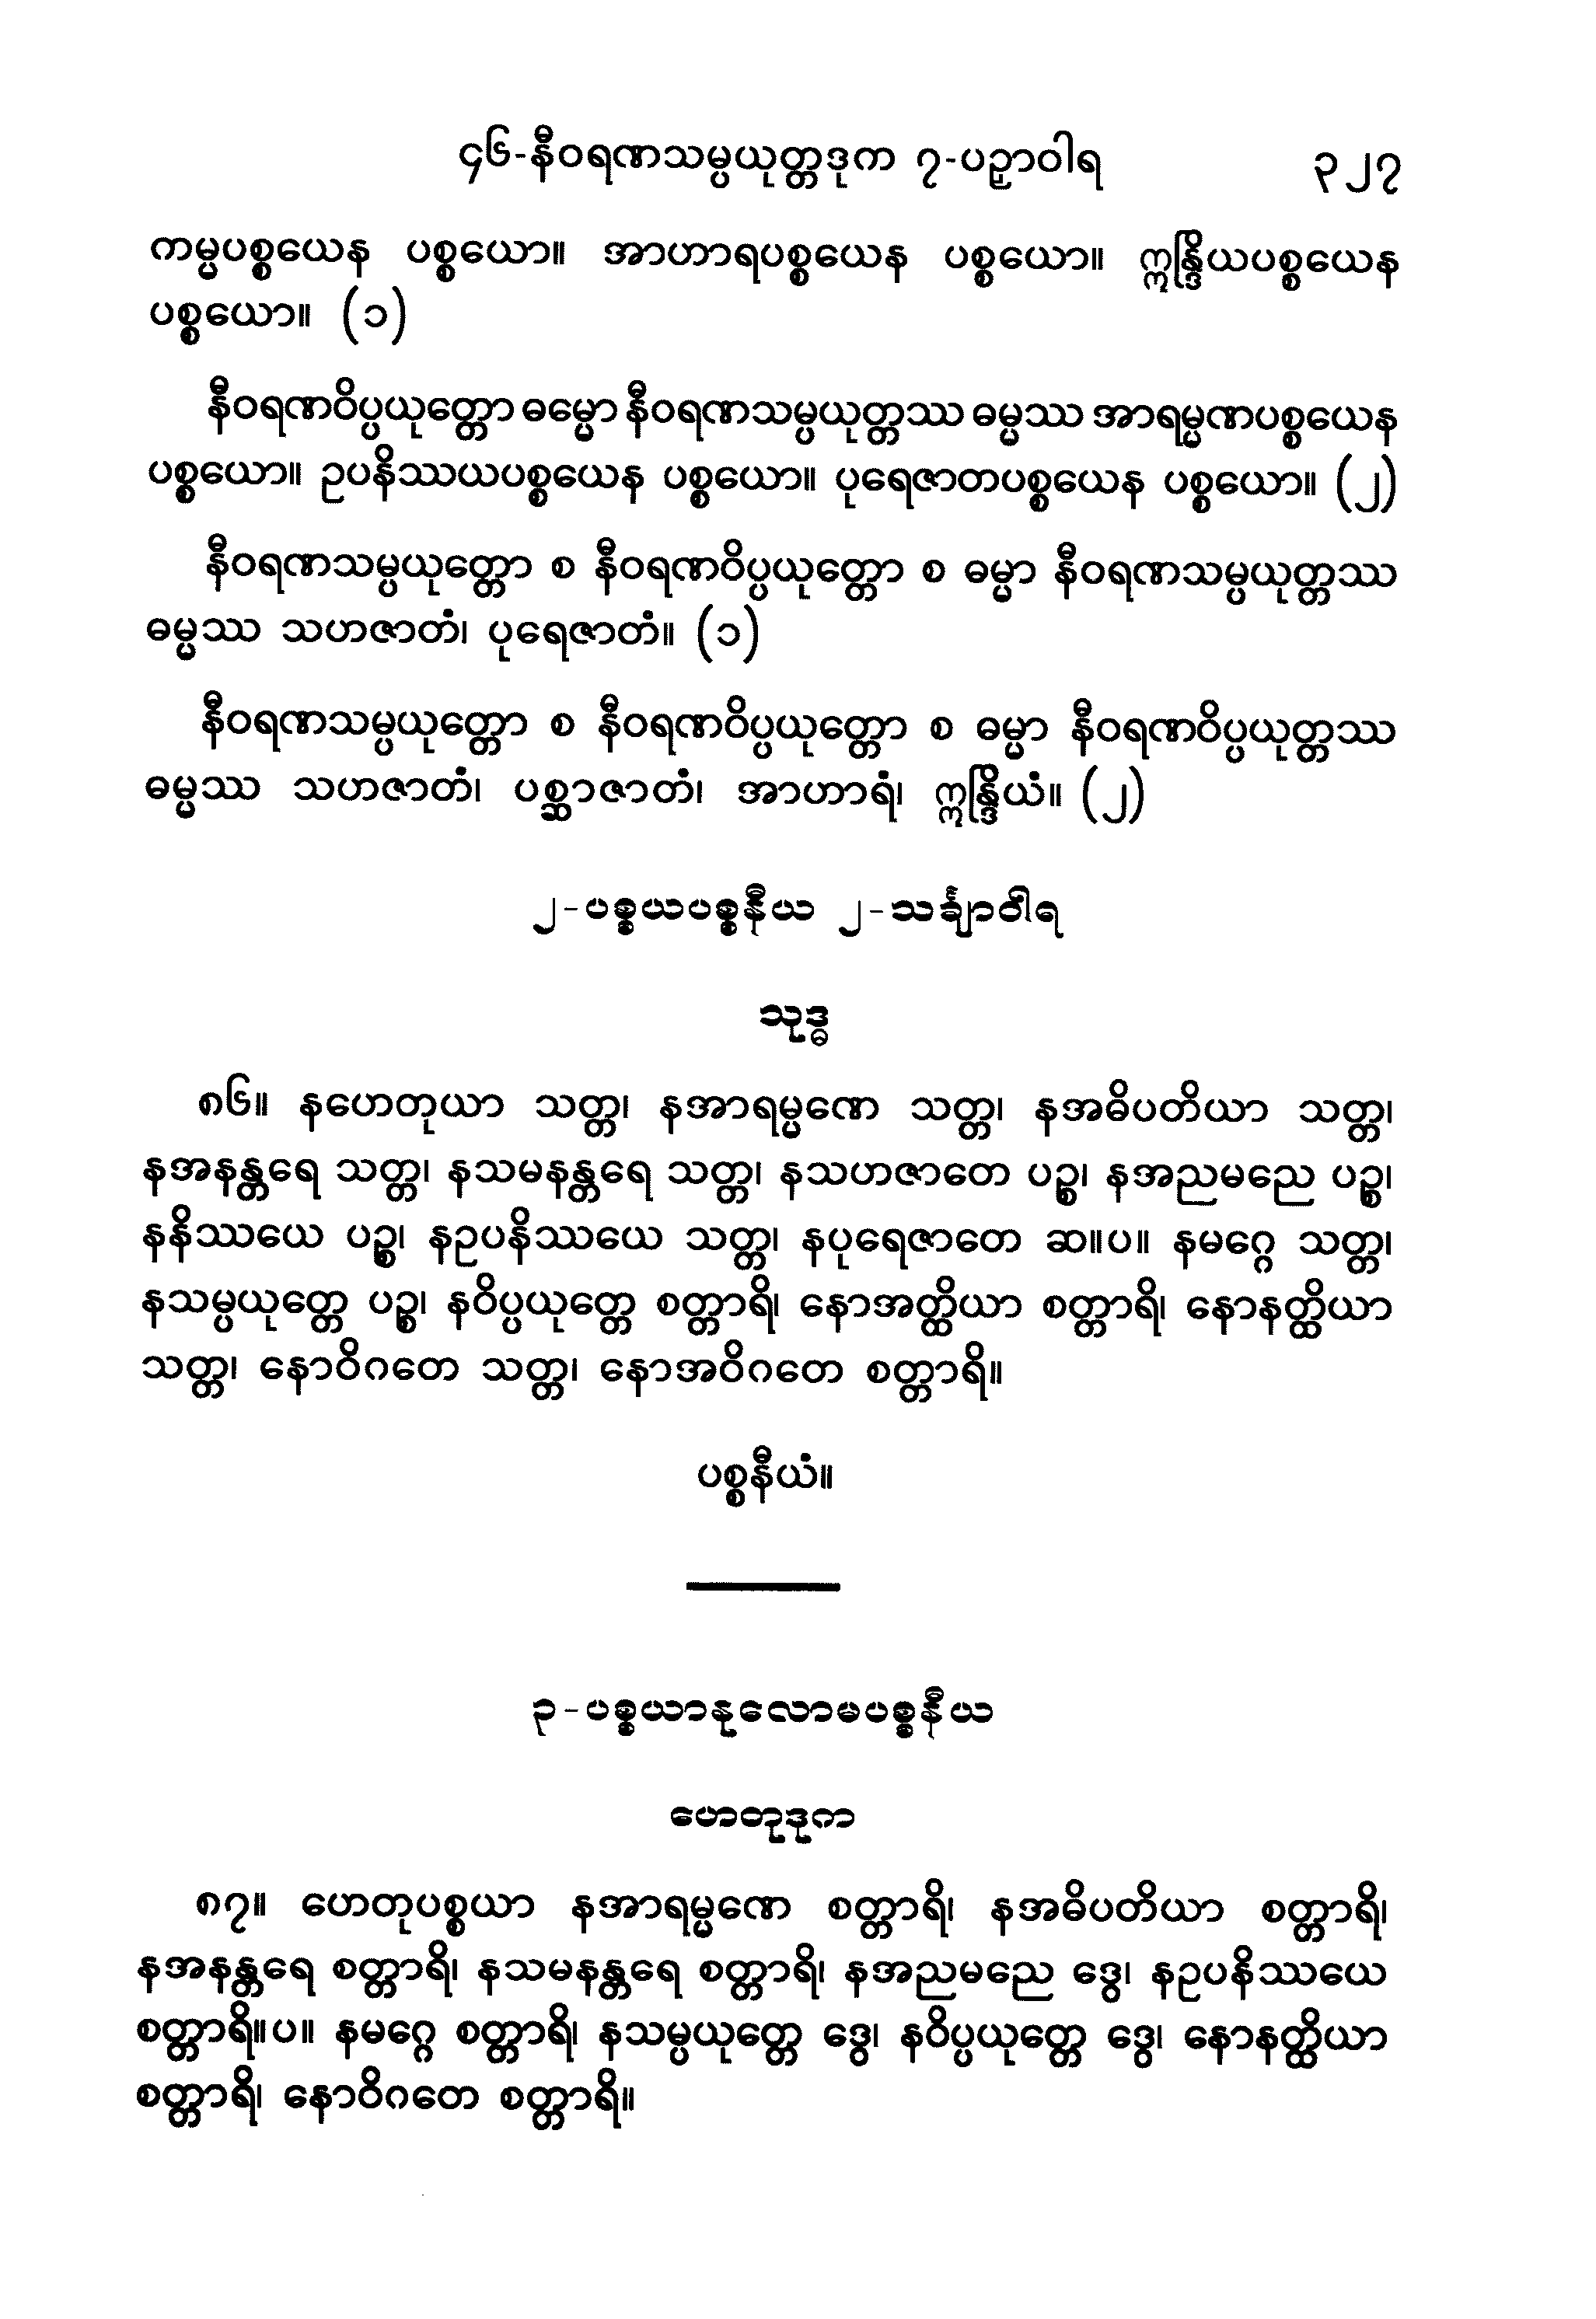 ၄၆-နီဝရဏသမ္ပယုတ္တဒုက ၇-ပဉှာဝါရ ၃၂၇
ကမ္မပစ္စယေန ပစ္စယော။ အာဟာရပစ္စယေန ပစ္စယော။ ဣန္ဒြိယပစ္စယေန
ပစ္စယော။ (၁)
နီဝရဏဝိပ္ပယုတ္တော ဓမ္မော နီဝရဏသမ္ပယုတ္တဿ ဓမ္မဿ အာရမ္မဏပစ္စယေန
ပစ္စယော။ ဥပနိဿယပစ္စယေန ပစ္စယော။ ပုရေဇာတပစ္စယေန ပစ္စယော။ (၂)
နီဝရဏသမ္ပယုတ္တော စ နီဝရဏဝိပ္ပယုတ္တော စ ဓမ္မာ နီဝရဏသမ္ပယုတ္တဿ
ဓမ္မဿ သဟဇာတံ၊ ပုရေဇာတံ။ (၁)
နီဝရဏသမ္ပယုတ္တော စ နီဝရဏဝိပ္ပယုတ္တော စ ဓမ္မာ နီဝရဏဝိပ္ပယုတ္တဿ
ဓမ္မဿ သဟဇာတံ၊ ပစ္ဆာဇာတံ၊ အာဟာရံ၊ ဣန္ဒြိယံ။ (၂)
၂-ပစ္စယပစ္စနီယ ၂-သင်္ချာဝါရ
သုဒ္ဓ
၈၆။ နဟေတုယာ သတ္တ၊ နအာရမ္မဏေ သတ္တ၊ နအဓိပတိယာ သတ္တ၊
နအနန္တရေ သတ္တ၊ နသမနန္တရေ သတ္တ၊ နသဟဇာတေ ပဉ္စ၊ နအညမညေ ပဉ္စ၊
နနိဿယေ ပဉ္စ၊ နဥပနိဿယေ သတ္တ၊ နပုရေဇာတေ ဆ။ပ။ နမဂ္ဂေ သတ္တ၊
နသမ္ပယုတ္တေ ပဉ္စ၊ နဝိပ္ပယုတ္တေ စတ္တာရိ၊ နောအတ္ထိယာ စတ္တာရိ၊ နောနတ္ထိယာ
သတ္တ၊ နောဝိဂတေ သတ္တ၊ နောအဝိဂတေ စတ္တာရိ။
ပစ္စနီယံ။
၃-ပစ္စယာနုလောမပစ္စနီယ
ဟေတုဒုက
၈၇။ ဟေတုပစ္စယာ နအာရမ္မဏေ စတ္တာရိ၊ နအဓိပတိယာ စတ္တာရိ၊
နအနန္တရေ စတ္တာရိ၊ နသမနန္တရေ စတ္တာရိ၊ နအညမညေ ဒွေ၊ နဥပနိဿယေ
စတ္တာရိ။ပ။ နမဂ္ဂေ စတ္တာရိ၊ နသမ္ပယုတ္တေ ဒွေ၊ နဝိပ္ပယုတ္တေ ဒွေ၊ နောနတ္ထိယာ
စတ္တာရိ၊ နောဝိဂတေ စတ္တာရိ။